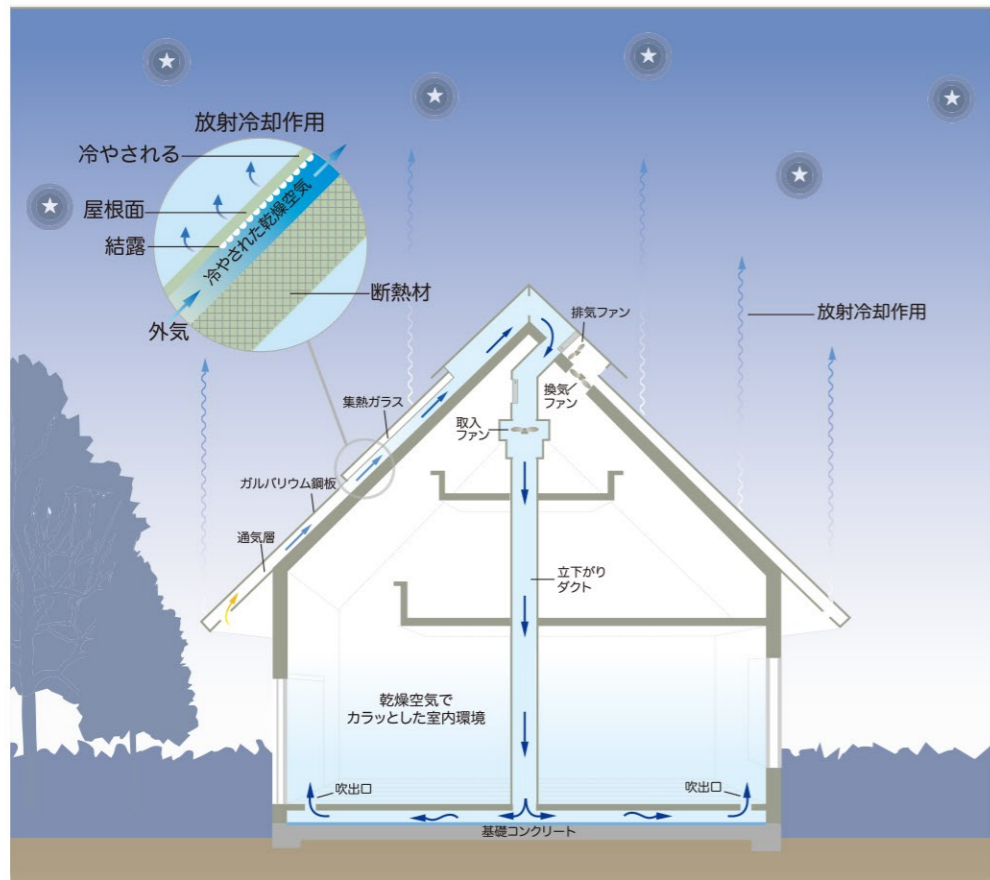 放射冷却作用
冷やされる
屋根面
結露
冷やされた乾燥空気
断熱材
外気
放射冷却作用
排気ファン
換気
ファン
集熱ガラス
取入
ファン
ガルバリウム鋼板
通気層
立下がり
ダクト
乾燥空気で
カラッとした室内環境
吹出口
吹出口
基礎コンクリート